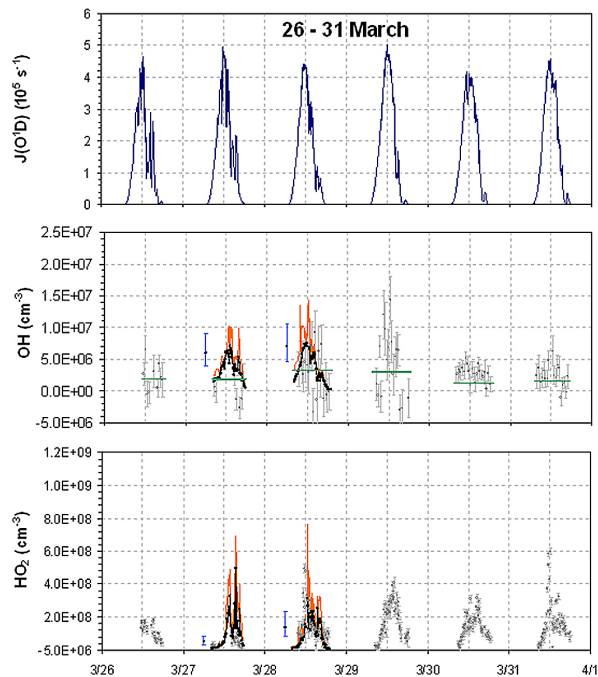 26 - 31 March
J(O¹D) (10⁵ s⁻¹)
6
5
4
3
2
1
0
OH (cm⁻³)
2.5E+07
2.0E+07
1.5E+07
1.0E+07
5.0E+06
0.0E+00
-5.0E+06
HO₂ (cm⁻³)
1.2E+09
1.0E+09
8.0E+08
6.0E+08
4.0E+08
2.0E+08
-5.0E+06
3/26 3/27 3/28 3/29 3/30 3/31 4/1